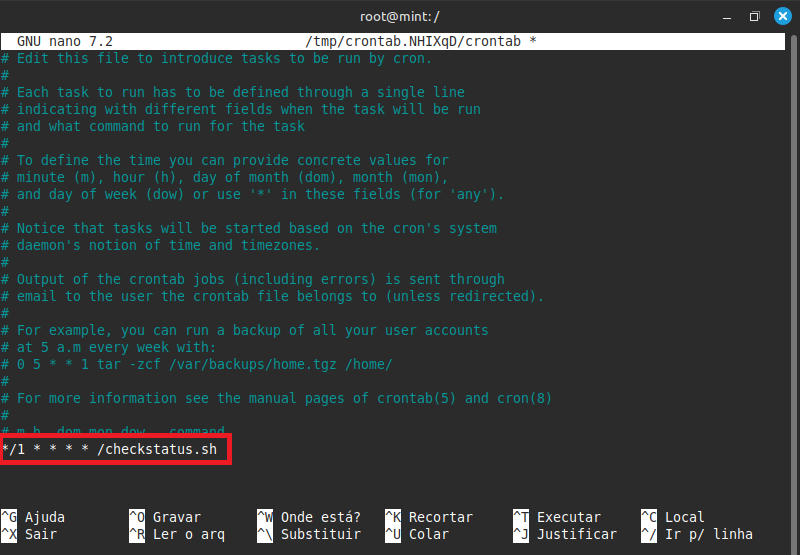 root@mint: /
GNU nano 7.2 /tmp/crontab.NHIXqD/crontab *
# Edit this file to introduce tasks to be run by cron.
#
# Each task to run has to be defined through a single line
# indicating with different fields when the task will be run
# and what command to run for the task
#
# To define the time you can provide concrete values for
# minute (m), hour (h), day of month (dom), month (mon),
# and day of week (dow) or use '*' in these fields (for 'any').
#
# Notice that tasks will be started based on the cron's system
# daemon's notion of time and timezones.
#
# Output of the crontab jobs (including errors) is sent through
# email to the user the crontab file belongs to (unless redirected).
#
# For example, you can run a backup of all your user accounts
# at 5 a.m every week with:
# 0 5 * * 1 tar -zcf /var/backups/home.tgz /home/
#
# For more information see the manual pages of crontab(5) and cron(8)
#
# m h  dom mon dow   command
*/1 * * * * /checkstatus.sh
^G Ajuda ^O Gravar ^W Onde está? ^K Recortar ^T Executar ^C Local
^X Sair ^R Ler o arq ^\ Substituir ^U Colar ^J Justificar ^/ Ir p/ linha